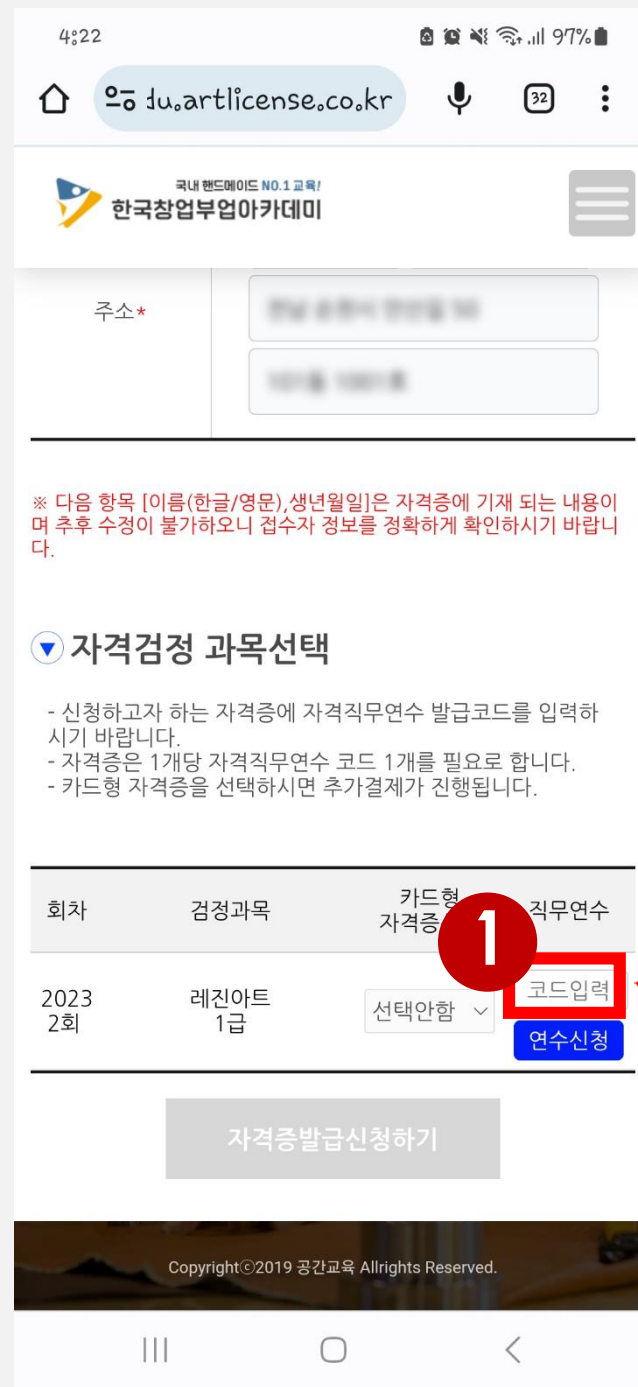 4:22
97%
du.artlicense.co.kr
32
국내 핸드메이드 NO.1 교육!
한국창업부업아카데미
주소*
※ 다음 항목 [이름(한글/영문),생년월일]은 자격증에 기재 되는 내용이
며 추후 수정이 불가하오니 접수자 정보를 정확하게 확인하시기 바랍니
다.
자격검정 과목선택
- 신청하고자 하는 자격증에 자격직무연수 발급코드를 입력하
시기 바랍니다.
- 자격증은 1개당 자격직무연수 코드 1개를 필요로 합니다.
- 카드형 자격증을 선택하시면 추가결제가 진행됩니다.
회차 검정과목 카드형 직무연수
자격증
1
2023 레진아트 선택안함 코드입력 *
2회 1급 연수신청
자격증발급신청하기
Copyrightⓒ2019 공간교육 Allrights Reserved.